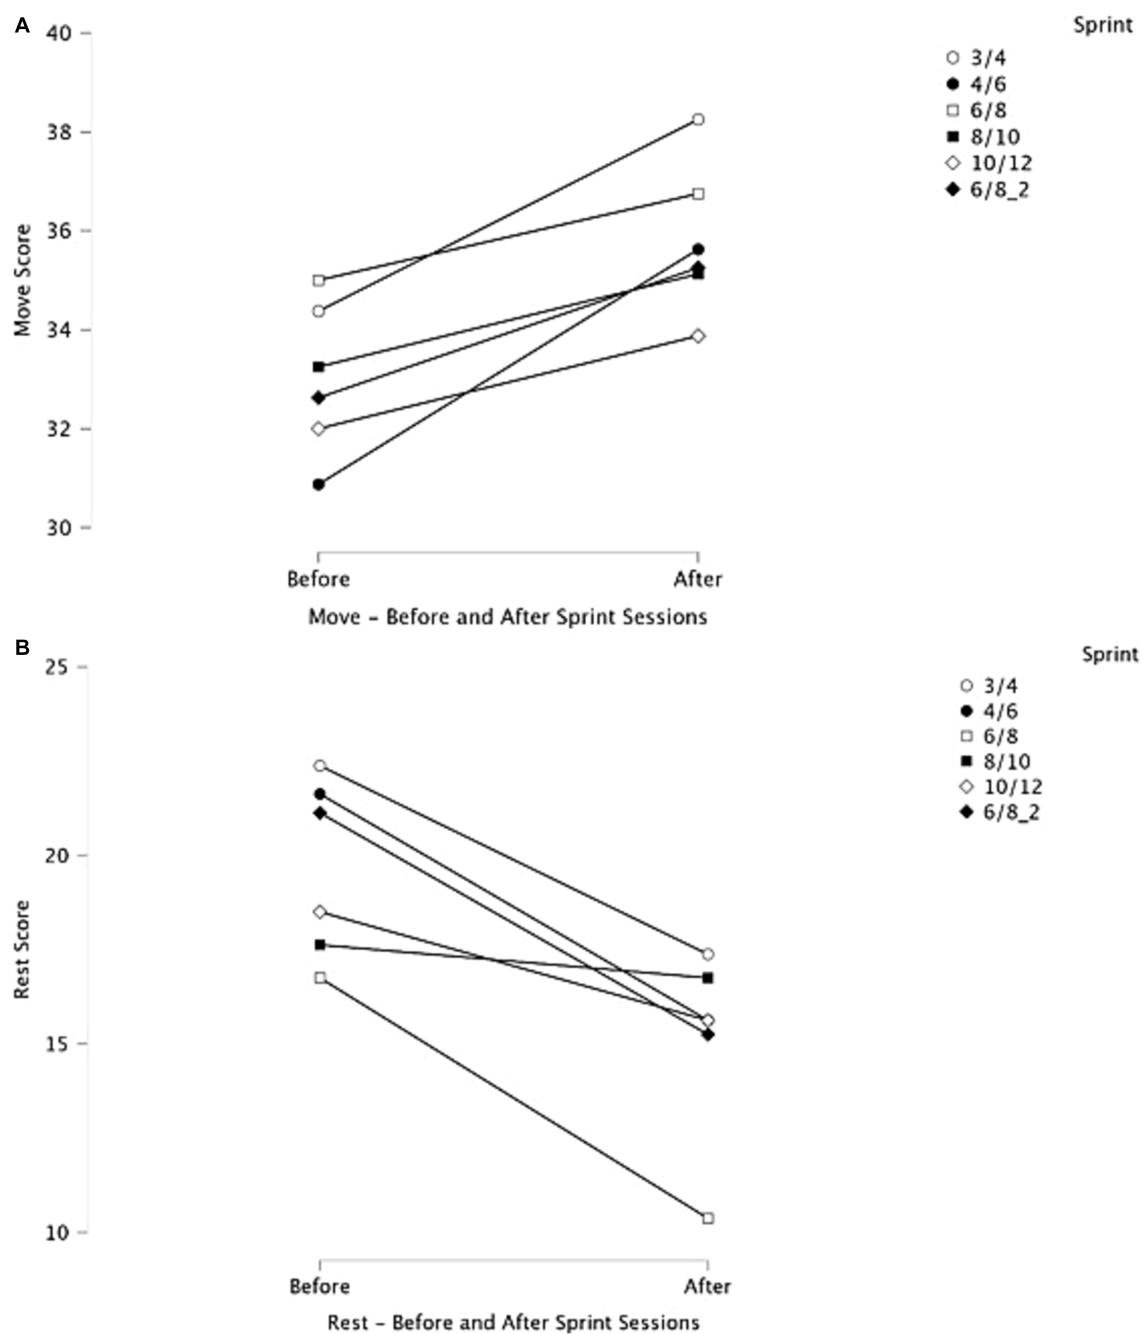 A
Sprint
3/4
4/6
6/8
8/10
10/12
6/8_2
40
38
36
34
32
30
Move Score
Before
After
Move – Before and After Sprint Sessions
B
Sprint
3/4
4/6
6/8
8/10
10/12
6/8_2
25
20
15
10
Rest Score
Before
After
Rest – Before and After Sprint Sessions